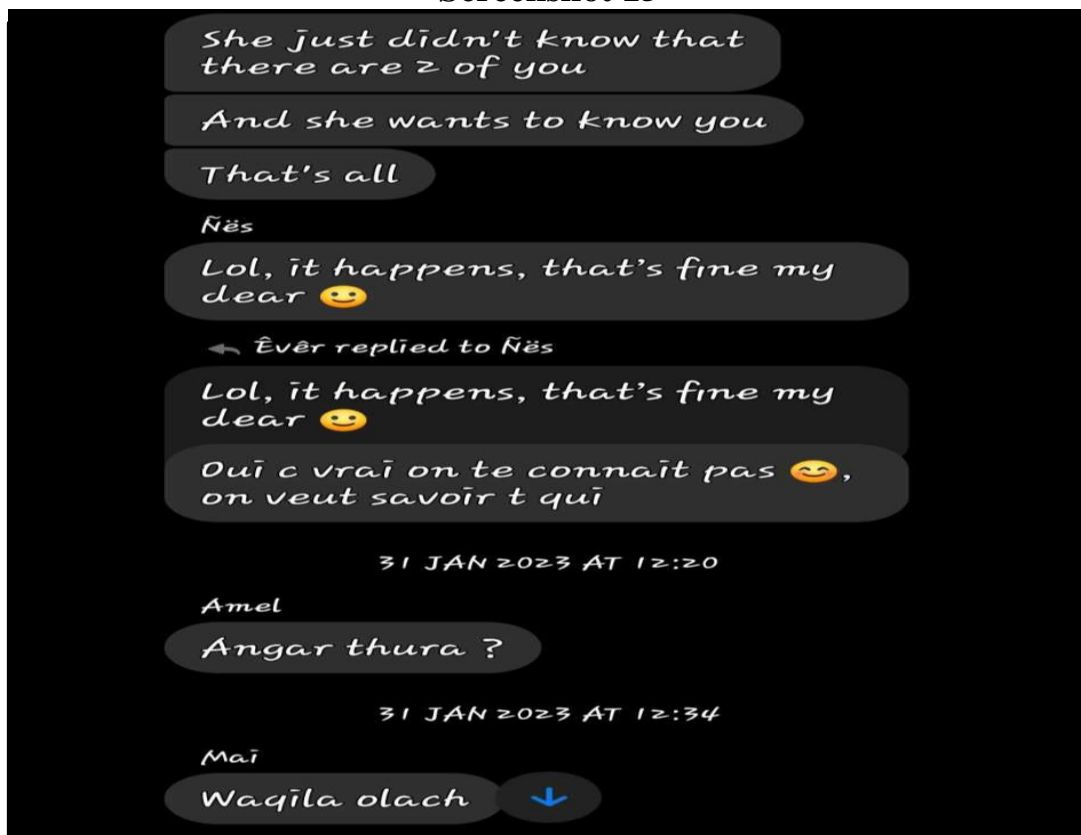 She just didn't know that
there are 2 of you
And she wants to know you
That's all
Ñës
Lol, it happens, that's fine my
dear 🙂
Êvêr replied to Ñës
Lol, it happens, that's fine my
dear 🙂
Oui c vrai on te connait pas 😊,
on veut savoir t qui
31 JAN 2023 AT 12:20
Amel
Angar thura ?
31 JAN 2023 AT 12:34
Mai
Waqila olach